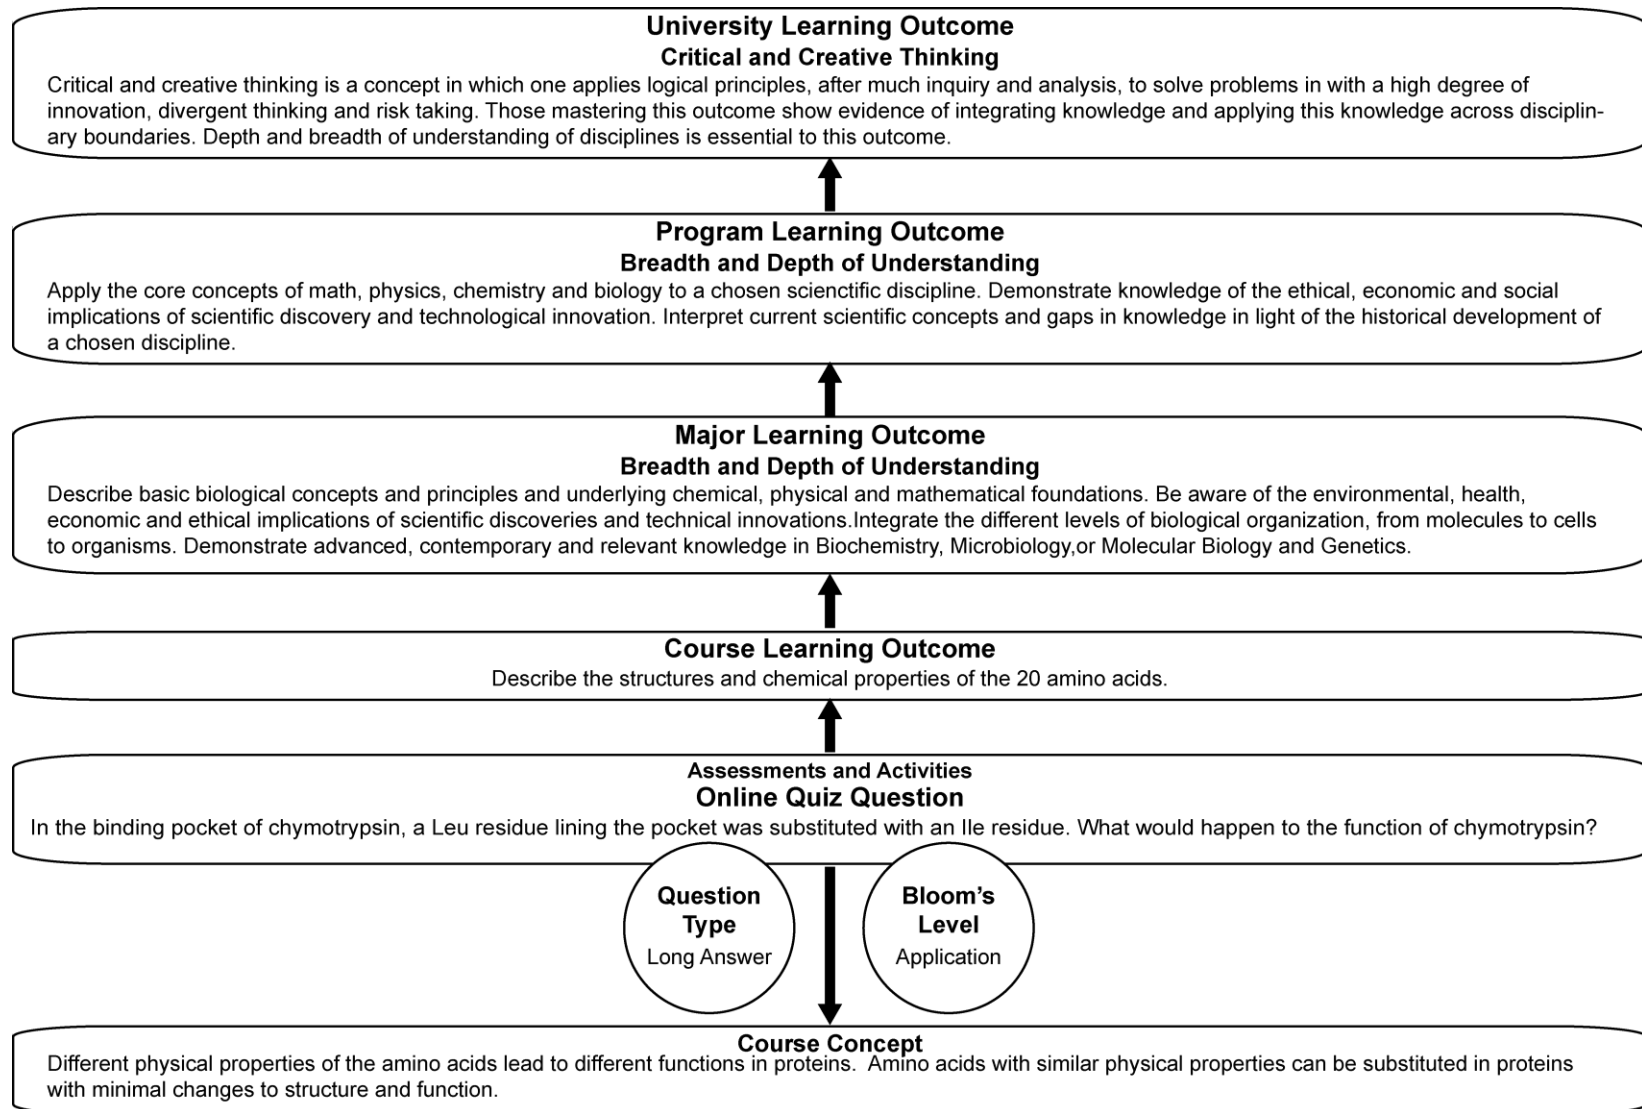 University Learning Outcome
Critical and Creative Thinking
Critical and creative thinking is a concept in which one applies logical principles, after much inquiry and analysis, to solve problems in with a high degree of
innovation, divergent thinking and risk taking. Those mastering this outcome show evidence of integrating knowledge and applying this knowledge across disciplin-
ary boundaries. Depth and breadth of understanding of disciplines is essential to this outcome.
Program Learning Outcome
Breadth and Depth of Understanding
Apply the core concepts of math, physics, chemistry and biology to a chosen scienctific discipline. Demonstrate knowledge of the ethical, economic and social
implications of scientific discovery and technological innovation. Interpret current scientific concepts and gaps in knowledge in light of the historical development of
a chosen discipline.
Major Learning Outcome
Breadth and Depth of Understanding
Describe basic biological concepts and principles and underlying chemical, physical and mathematical foundations. Be aware of the environmental, health,
economic and ethical implications of scientific discoveries and technical innovations.Integrate the different levels of biological organization, from molecules to cells
to organisms. Demonstrate advanced, contemporary and relevant knowledge in Biochemistry, Microbiology,or Molecular Biology and Genetics.
Course Learning Outcome
Describe the structures and chemical properties of the 20 amino acids.
Assessments and Activities
Online Quiz Question
In the binding pocket of chymotrypsin, a Leu residue lining the pocket was substituted with an Ile residue. What would happen to the function of chymotrypsin?
Question
Type
Long Answer
Bloom's
Level
Application
Course Concept
Different physical properties of the amino acids lead to different functions in proteins.  Amino acids with similar physical properties can be substituted in proteins
with minimal changes to structure and function.